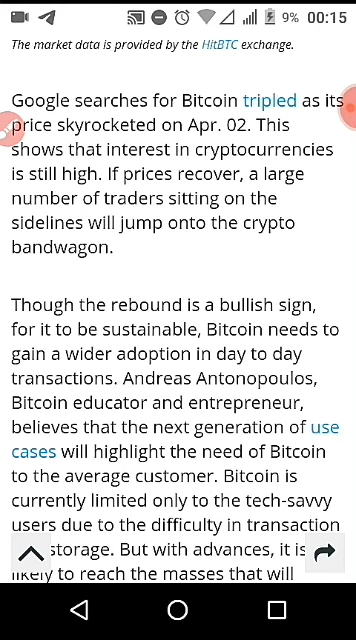 9% 00:15
The market data is provided by the HitBTC exchange.
Google searches for Bitcoin tripled as its
price skyrocketed on Apr. 02. This
shows that interest in cryptocurrencies
is still high. If prices recover, a large
number of traders sitting on the
sidelines will jump onto the crypto
bandwagon.
Though the rebound is a bullish sign,
for it to be sustainable, Bitcoin needs to
gain a wider adoption in day to day
transactions. Andreas Antonopoulos,
Bitcoin educator and entrepreneur,
believes that the next generation of use
cases will highlight the need of Bitcoin
to the average customer. Bitcoin is
currently limited only to the tech-savvy
users due to the difficulty in transaction
storage. But with advances, it is
likely to reach the masses that will